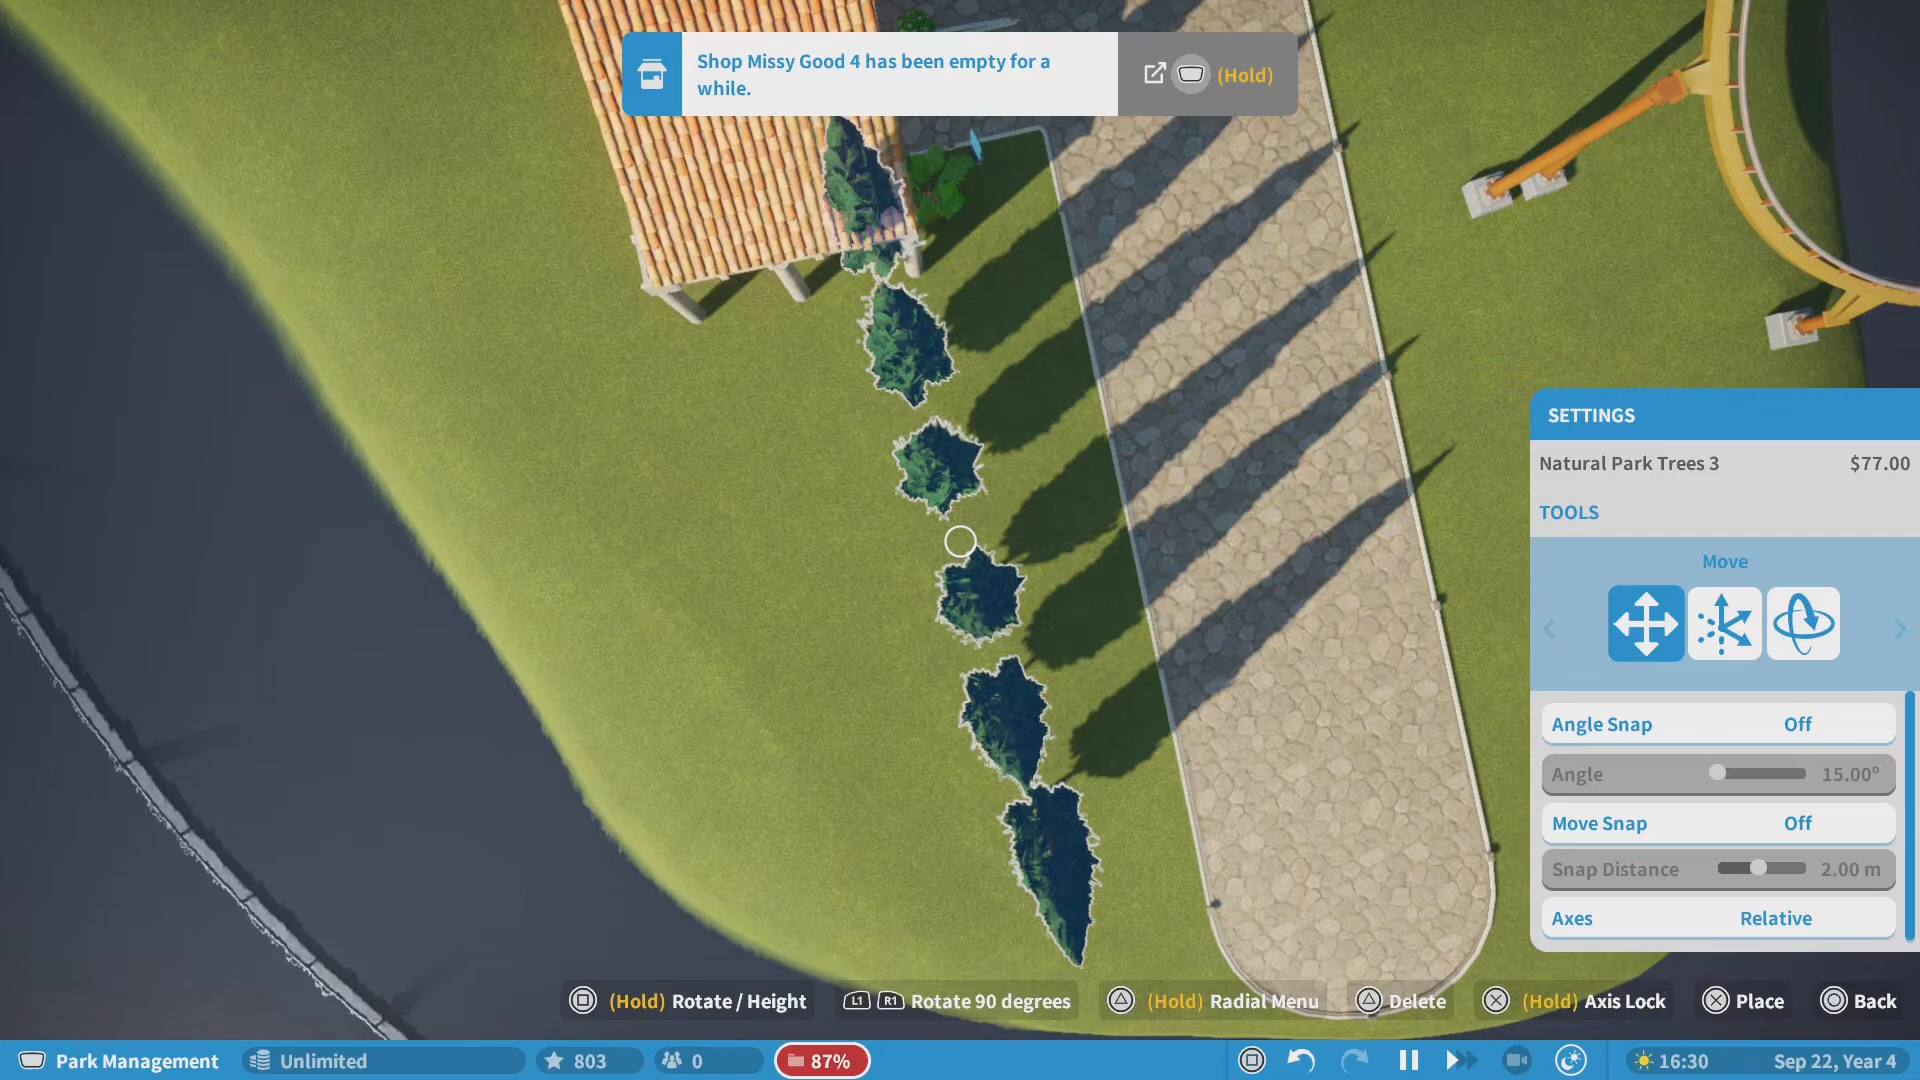 Shop Missy Good 4 has been empty for a
while.
(Hold)
SETTINGS
Natural Park Trees 3 $77.00
TOOLS
Move
Angle Snap Off
Angle 15.00°
Move Snap Off
Snap Distance 2.00 m
Axes Relative
(Hold) Rotate / Height L1 R1 Rotate 90 degrees (Hold) Radial Menu Delete (Hold) Axis Lock Place Back
Park Management Unlimited 803 0 87% 16:30 Sep 22, Year 4